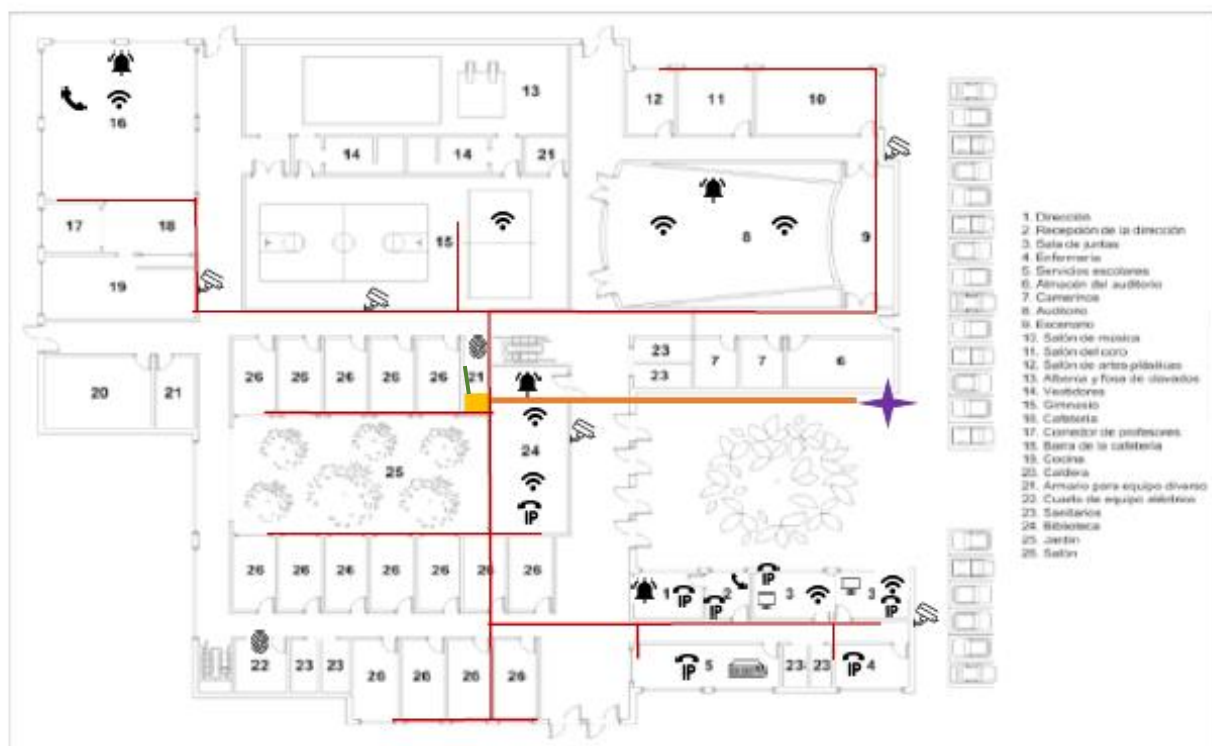 16
13
12 11 10
14 14 21
17 18
15
8 9
19
26 26 26 26 26 21
23
23
7 7 6
20 21
24
25
IP
26 26 26 26 26 26 26
1 IP 2 IP IP 3 3 IP
22 23 23 26 26 26 26
IP 5 23 23 IP 4
1. Dirección
2. Recepción de la dirección
3. Sala de juntas
4. Enfermería
5. Servicios escolares
6. Almacén del auditorio
7. Camerinos
8. Auditorio
9. Escenario
10. Salón de música
11. Salón del coro
12. Salón de artes plásticas
13. Alberca y fosa de clavados
14. Vestidores
15. Gimnasio
16. Cafetería
17. Comedor de profesores
18. Barra de la cafetería
19. Cocina
20. Caldera
21. Armario para equipo diverso
22. Cuarto de equipo eléctrico
23. Sanitarios
24. Biblioteca
25. Jardín
26. Salón